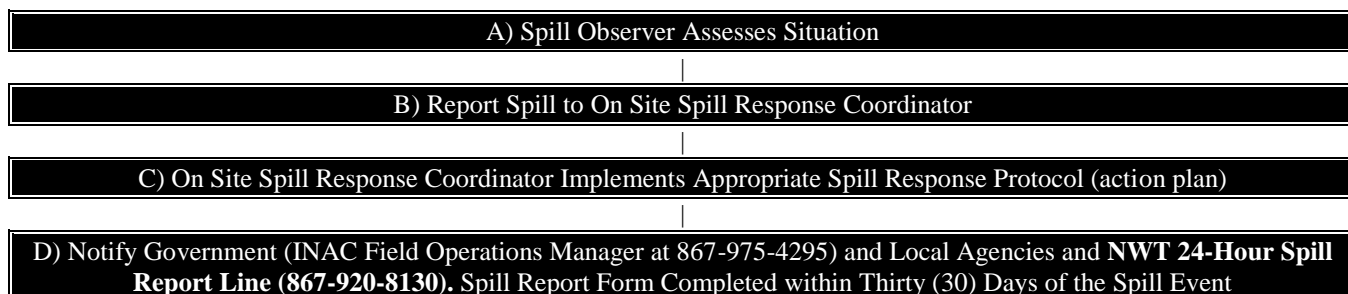 A) Spill Observer Assesses Situation
|
B) Report Spill to On Site Spill Response Coordinator
|
C) On Site Spill Response Coordinator Implements Appropriate Spill Response Protocol (action plan)
|
D) Notify Government (INAC Field Operations Manager at 867-975-4295) and Local Agencies and NWT 24-Hour Spill
Report Line (867-920-8130). Spill Report Form Completed within Thirty (30) Days of the Spill Event